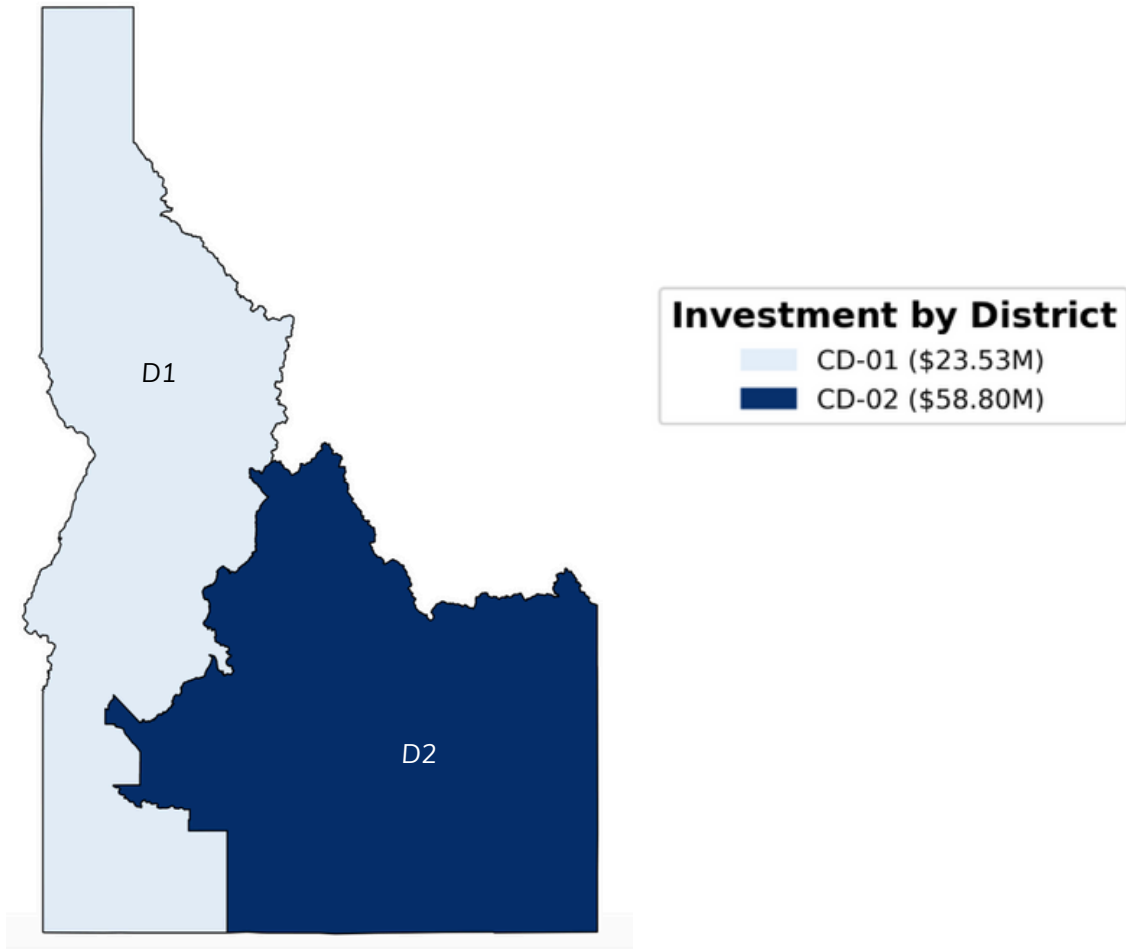 Investment by District
CD-01 ($23.53M)
CD-02 ($58.80M)
D1
D2